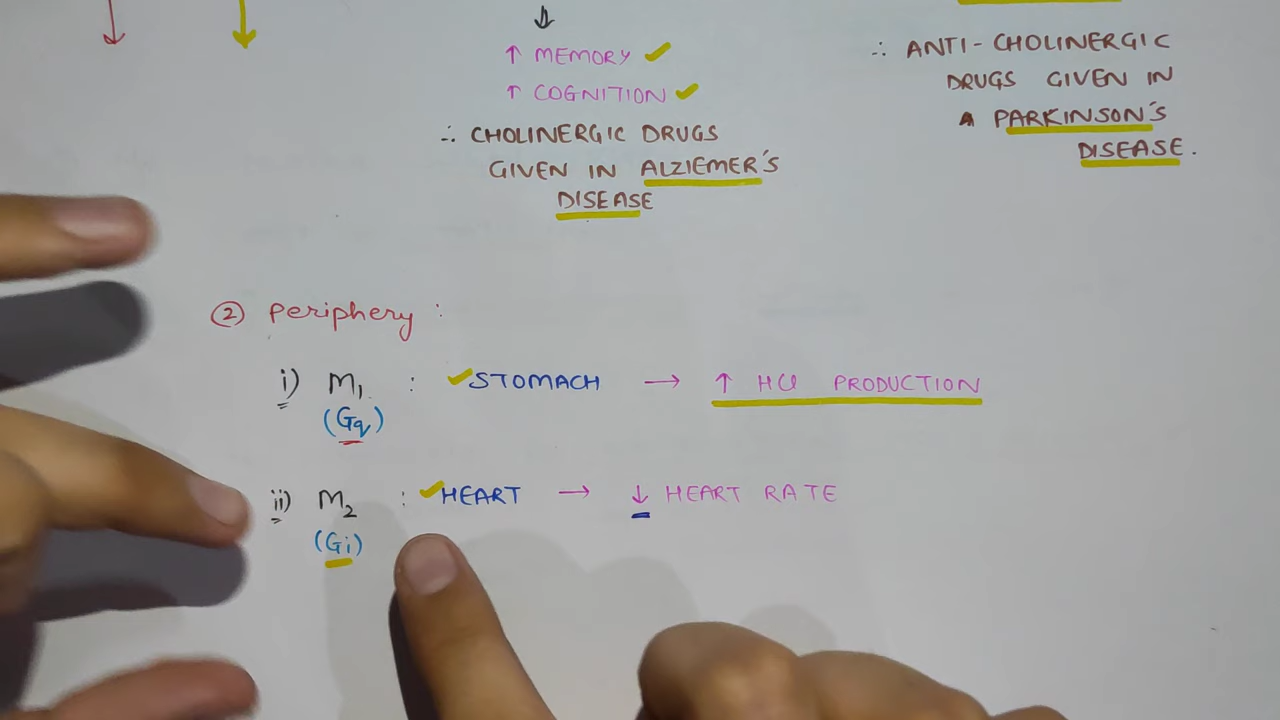 ↑ MEMORY ✓
↑ COGNITION ✓
∴ CHOLINERGIC DRUGS
GIVEN IN ALZIEMER'S
DISEASE
∴ ANTI-CHOLINERGIC
DRUGS GIVEN IN
PARKINSON'S
DISEASE.
② Periphery :
i) M₁ : ✓STOMACH → ↑ HCl PRODUCTION
(Gq)
ii) M₂ : ✓HEART → ↓ HEART RATE
(Gi)